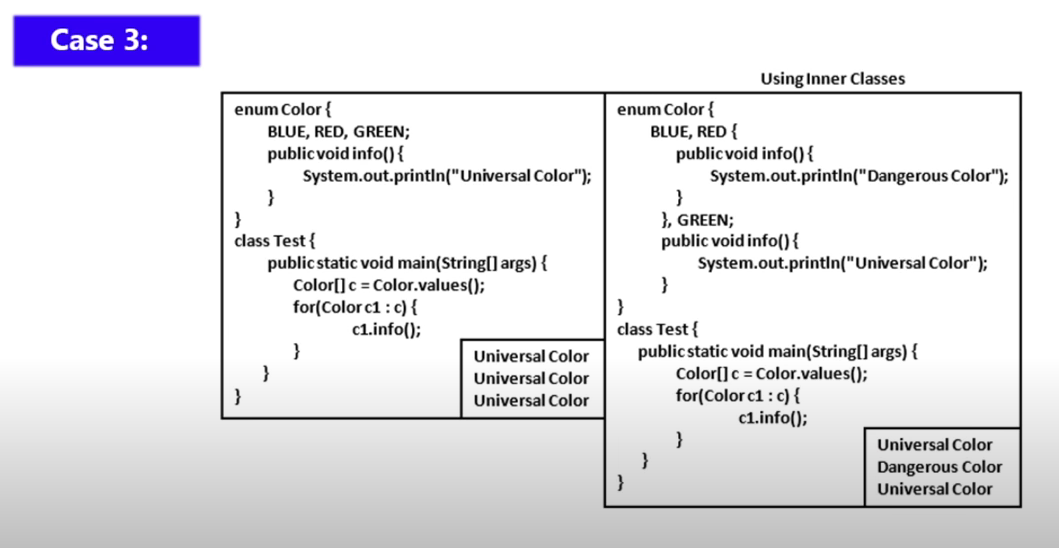 Case 3:
enum Color {
BLUE, RED, GREEN;
public void info() {
System.out.println("Universal Color");
}
}
class Test {
public static void main(String[] args) {
Color[] c = Color.values();
for(Color c1 : c) {
c1.info();
}
}
}
Universal Color
Universal Color
Universal Color
Using Inner Classes
enum Color {
BLUE, RED {
public void info() {
System.out.println("Dangerous Color");
}
}, GREEN;
public void info() {
System.out.println("Universal Color");
}
}
class Test {
public static void main(String[] args) {
Color[] c = Color.values();
for(Color c1 : c) {
c1.info();
}
}
}
Universal Color
Dangerous Color
Universal Color